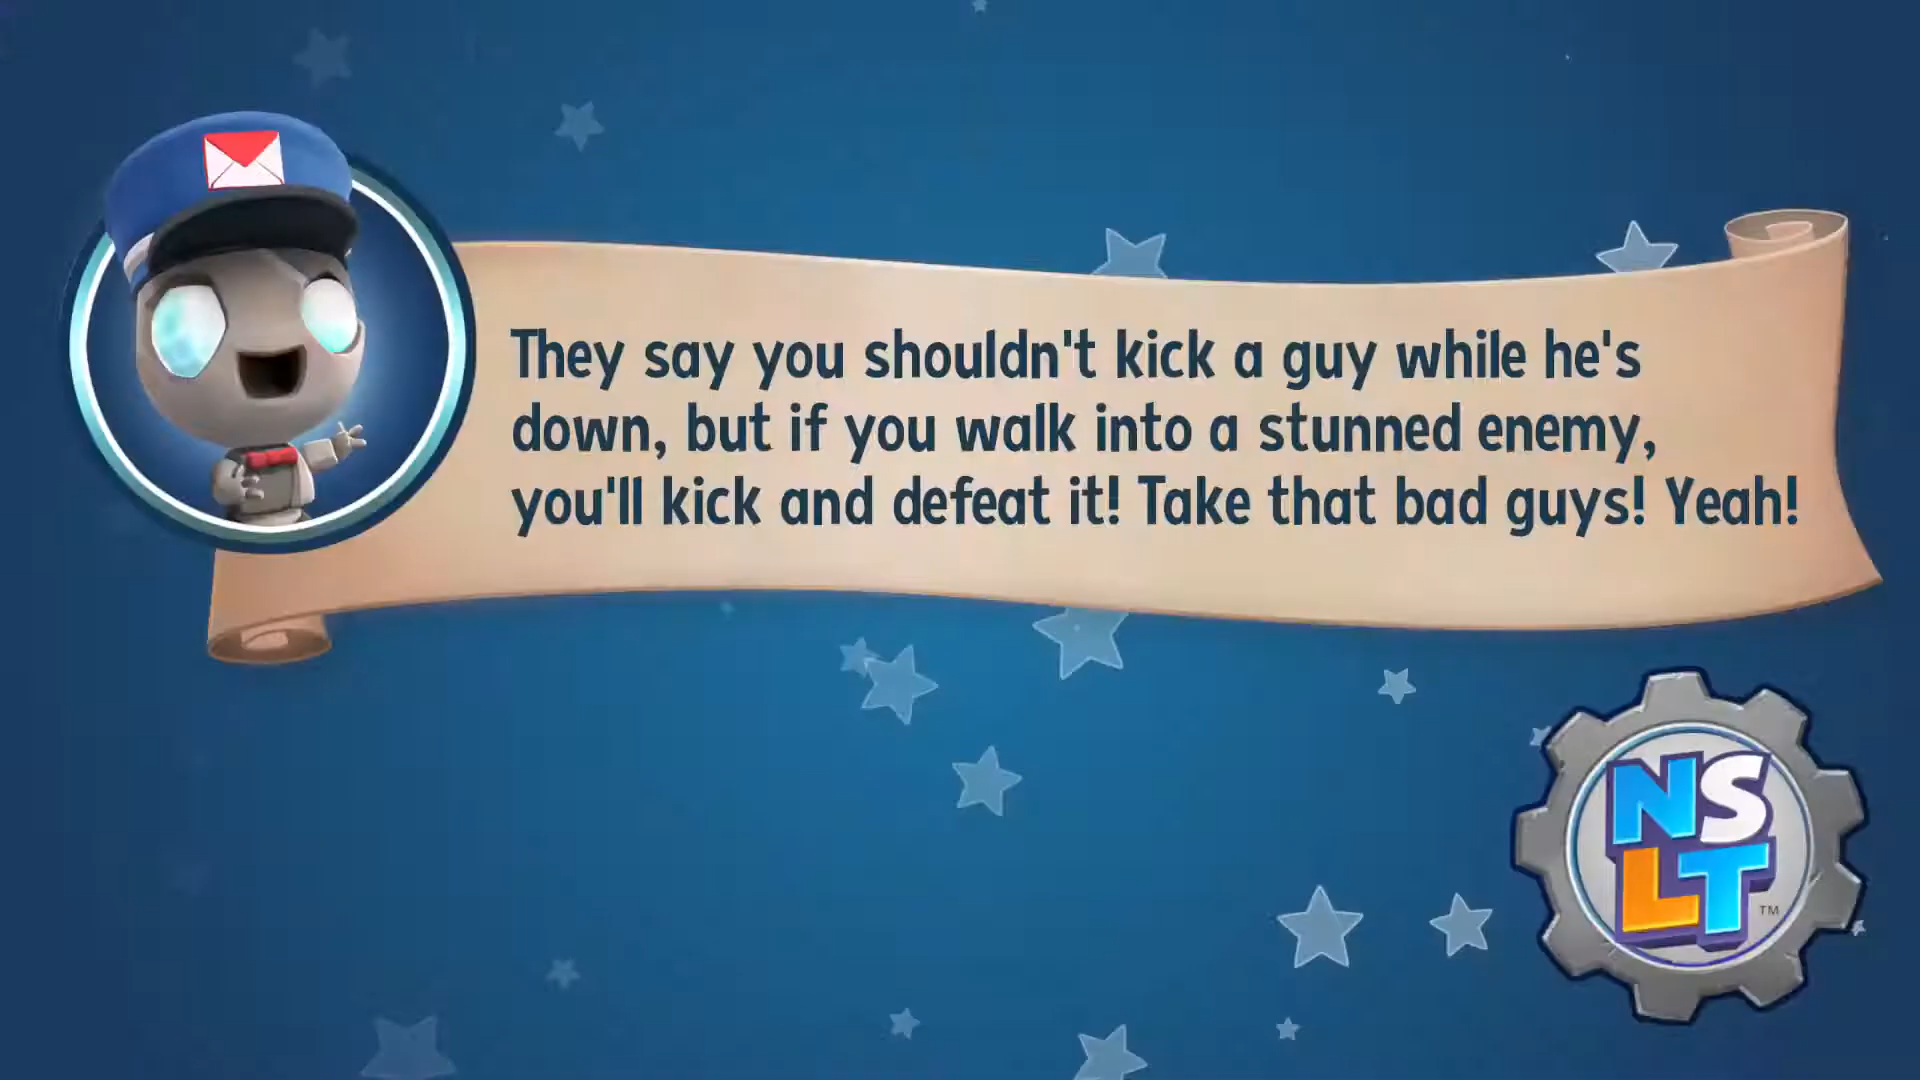 They say you shouldn't kick a guy while he's
down, but if you walk into a stunned enemy,
you'll kick and defeat it! Take that bad guys! Yeah!
NS
LT
TM